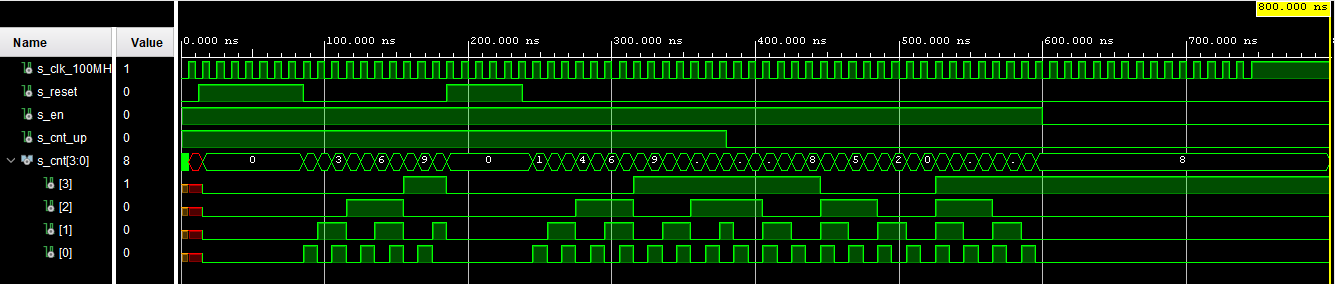 800.000 ns
Name Value
0.000 ns 100.000 ns 200.000 ns 300.000 ns 400.000 ns 500.000 ns 600.000 ns 700.000 ns
s_clk_100MH 1
s_reset 0
s_en 0
s_cnt_up 0
s_cnt[3:0] 8 0 3 6 9 0 1 4 6 9 . . . 8 5 2 0 . . 8
[3] 1
[2] 0
[1] 0
[0] 0